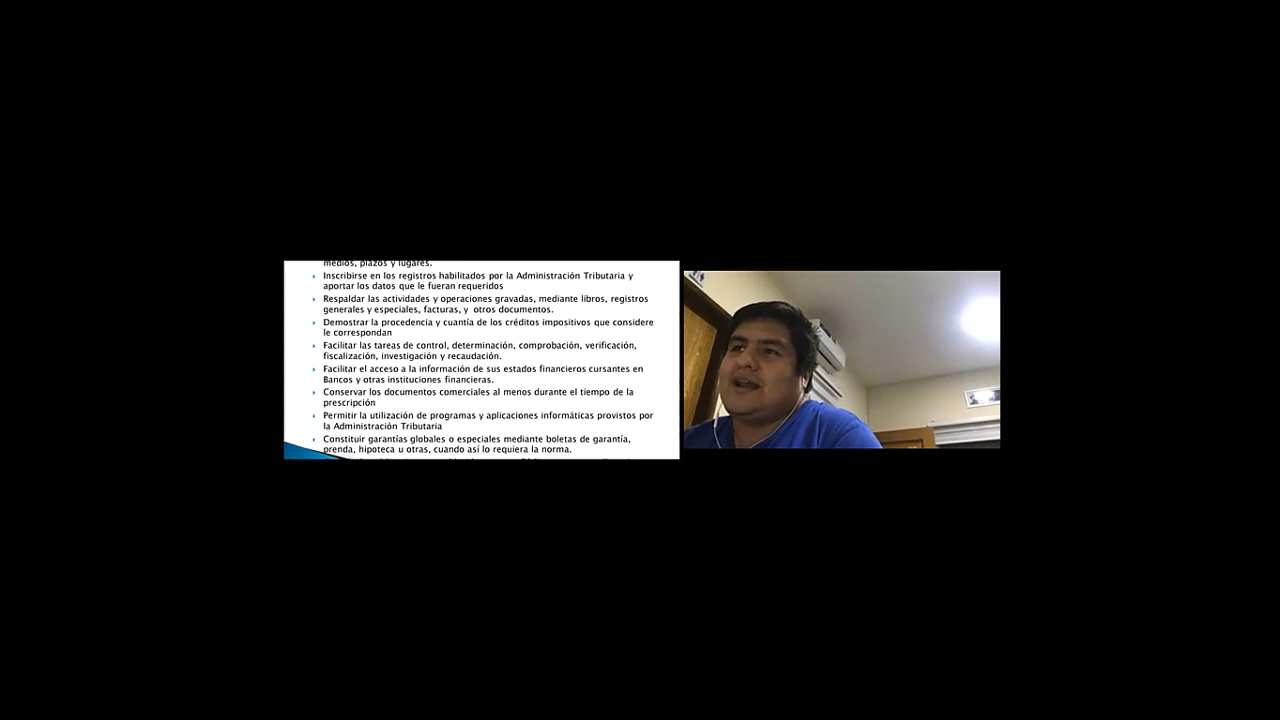 medios, plazos y lugares.
Inscribirse en los registros habilitados por la Administración Tributaria y
aportar los datos que le fueran requeridos
Respaldar las actividades y operaciones gravadas, mediante libros, registros
generales y especiales, facturas, y otros documentos.
Demostrar la procedencia y cuantía de los créditos impositivos que considere
le correspondan
Facilitar las tareas de control, determinación, comprobación, verificación,
fiscalización, investigación y recaudación.
Facilitar el acceso a la información de sus estados financieros cursantes en
Bancos y otras instituciones financieras.
Conservar los documentos comerciales al menos durante el tiempo de la
prescripción
Permitir la utilización de programas y aplicaciones informáticas provistos por
la Administración Tributaria
Constituir garantías globales o especiales mediante boletas de garantía,
prenda, hipoteca u otras, cuando así lo requiera la norma.